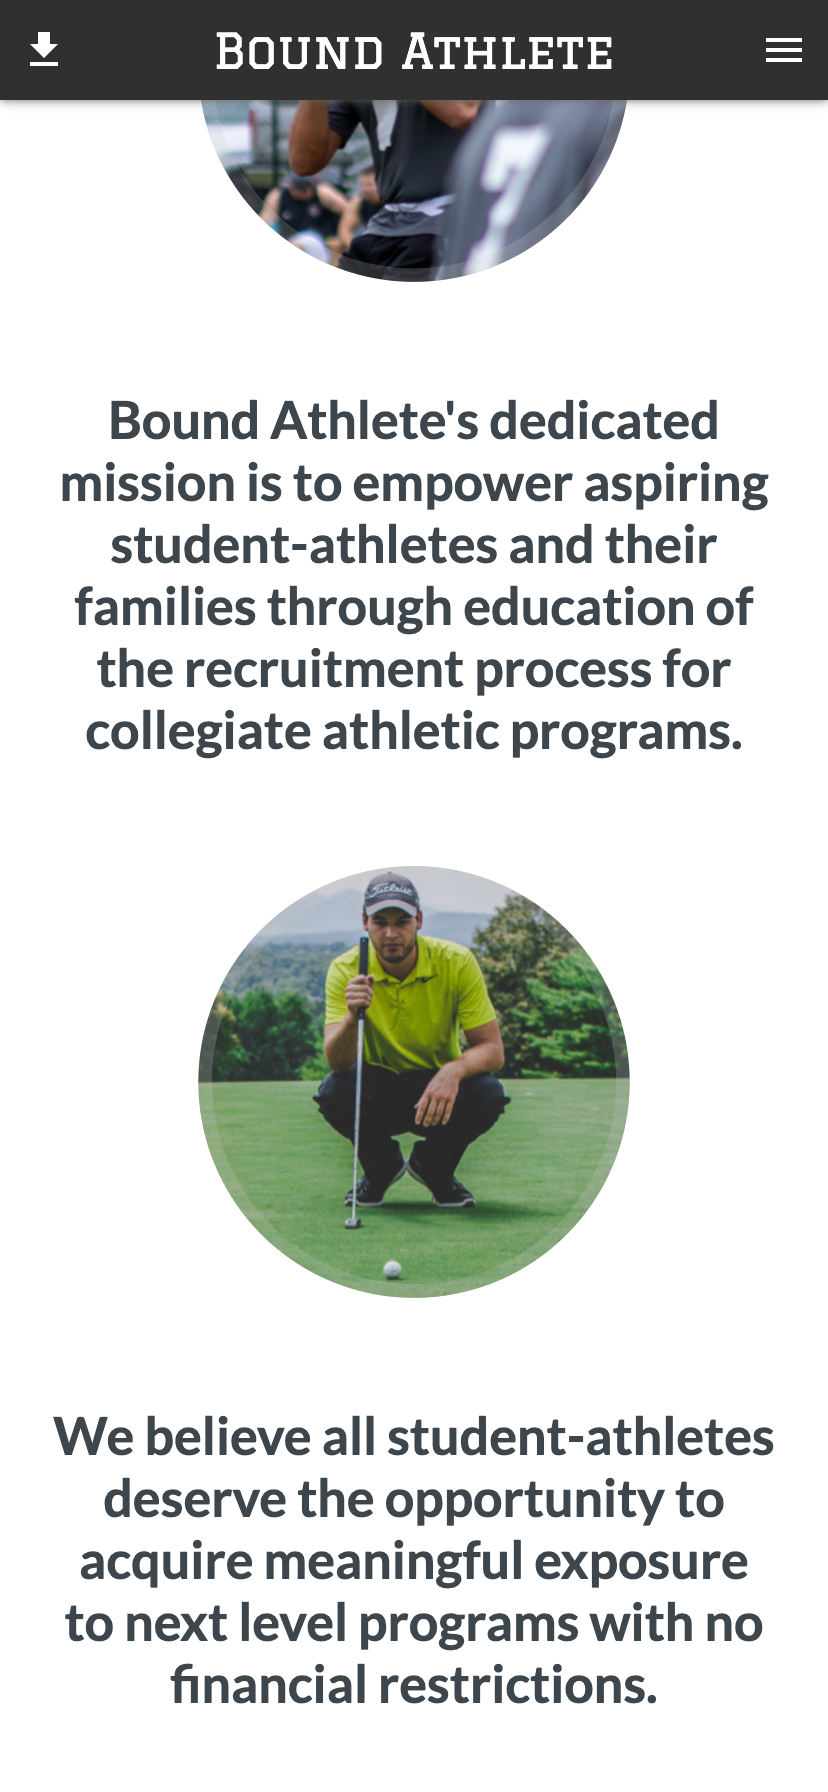 BOUND ATHLETE
7
Bound Athlete's dedicated
mission is to empower aspiring
student-athletes and their
families through education of
the recruitment process for
collegiate athletic programs.
Titleist
We believe all student-athletes
deserve the opportunity to
acquire meaningful exposure
to next level programs with no
financial restrictions.